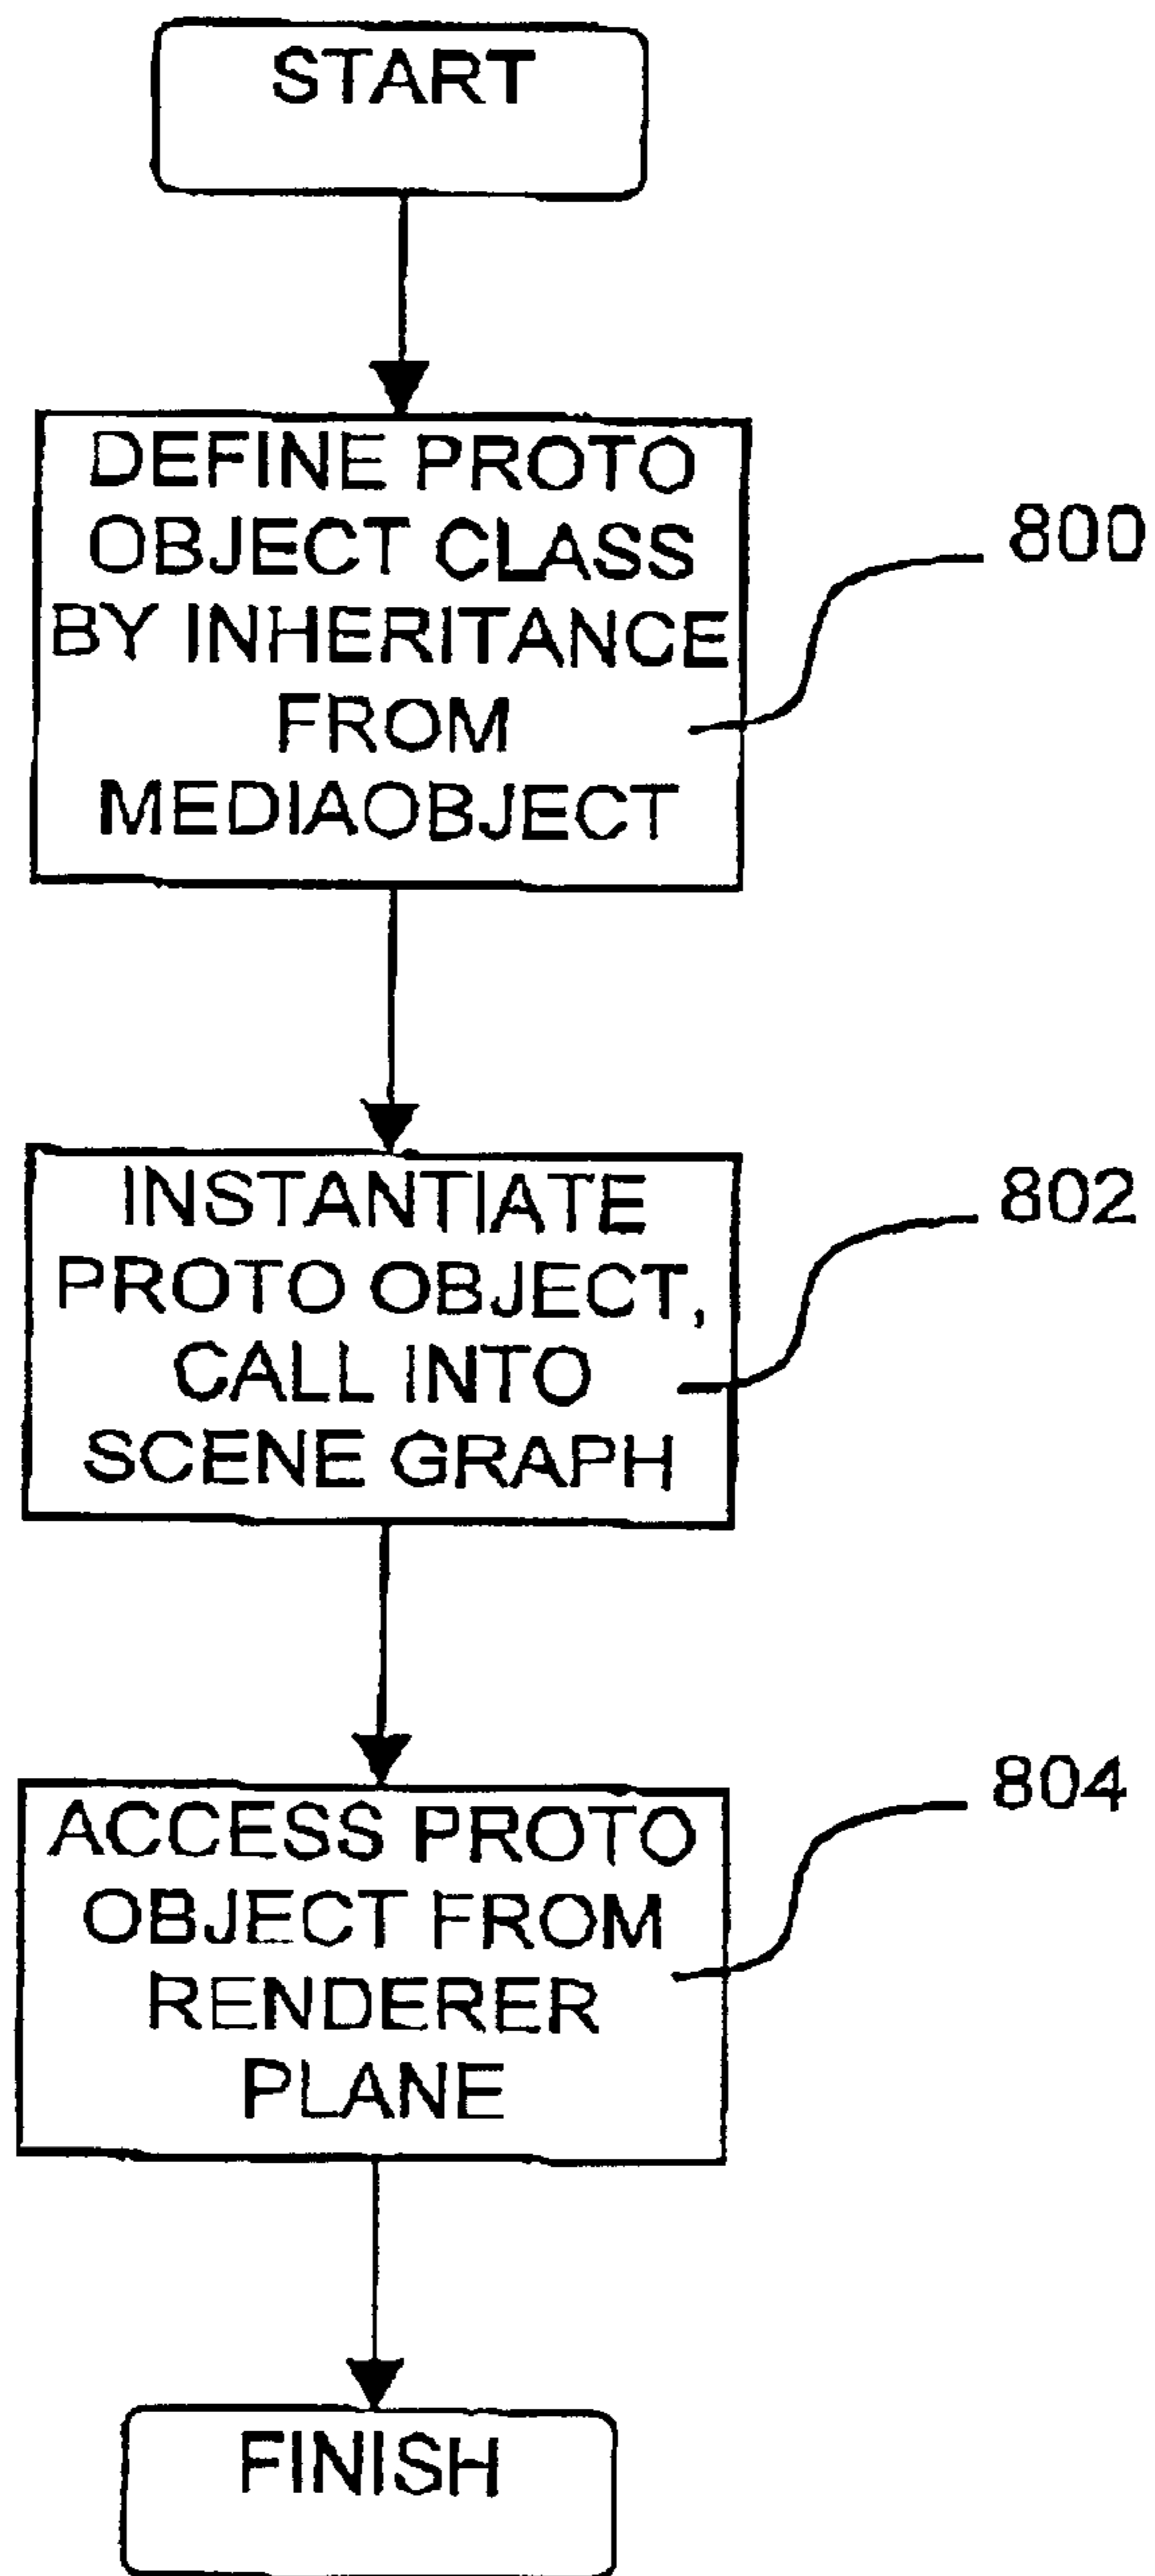 START
DEFINE PROTO
OBJECT CLASS
BY INHERITANCE
FROM
MEDIAOBJECT
800
INSTANTIATE
PROTO OBJECT,
CALL INTO
SCENE GRAPH
802
ACCESS PROTO
OBJECT FROM
RENDERER
PLANE
804
FINISH